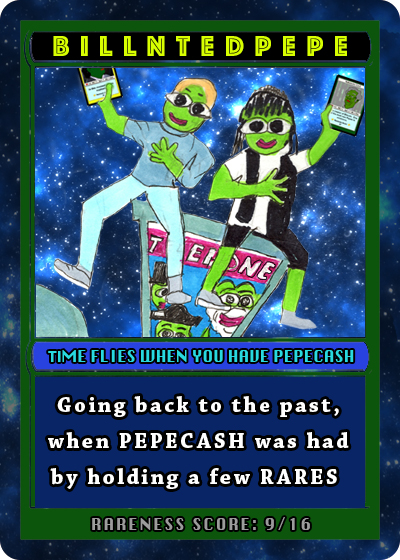 BILLNTEDPEPE
TIME FLIES WHEN YOU HAVE PEPECASH
Going back to the past,
when PEPECASH was had
by holding a few RARES
RARENESS SCORE: 9/16